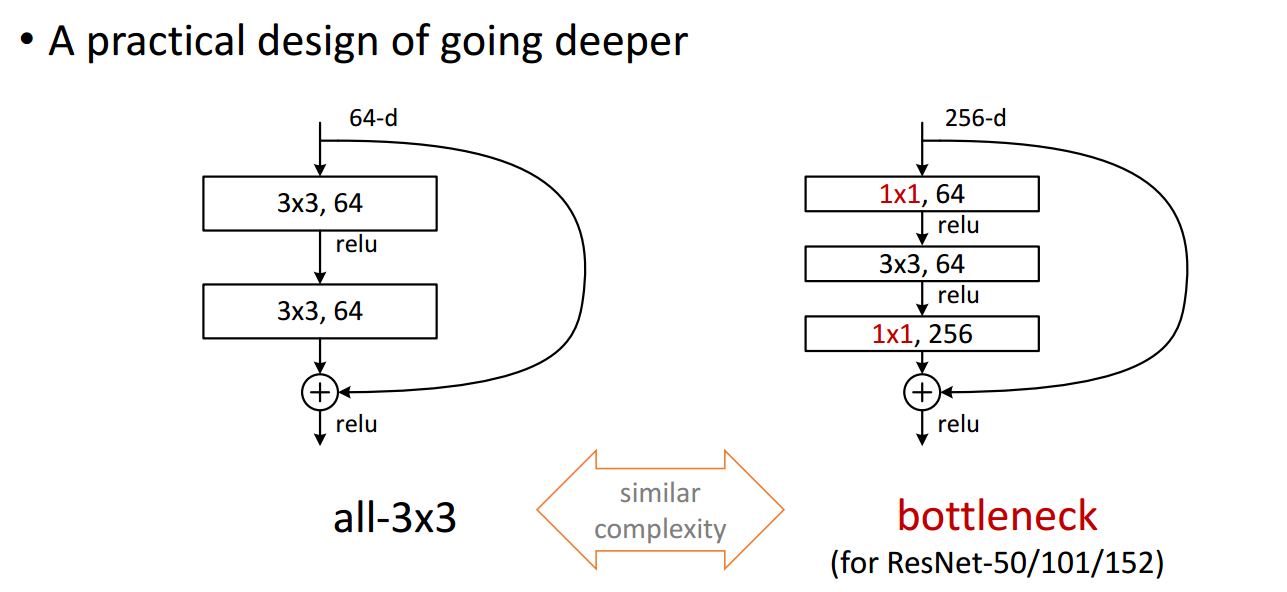 • A practical design of going deeper
64-d
3x3, 64
relu
3x3, 64
relu
all-3x3
similar
complexity
256-d
1x1, 64
relu
3x3, 64
relu
1x1, 256
relu
bottleneck
(for ResNet-50/101/152)